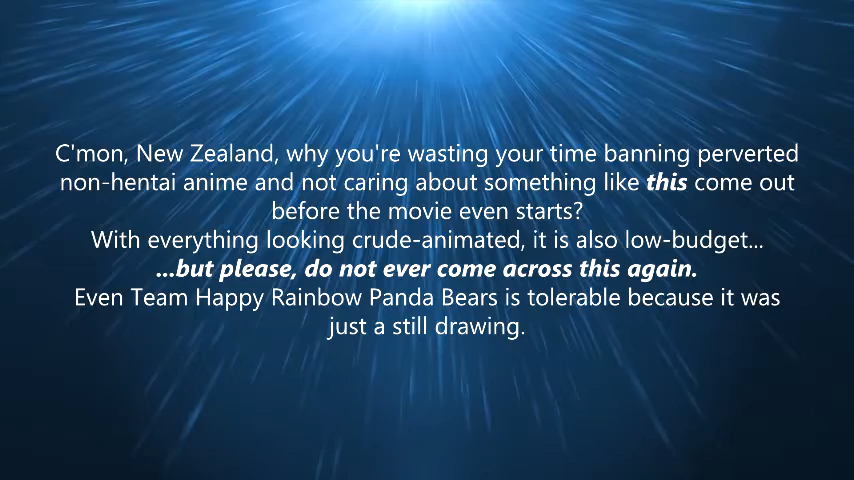 C'mon, New Zealand, why you're wasting your time banning perverted
non-hentai anime and not caring about something like this come out
before the movie even starts?
With everything looking crude-animated, it is also low-budget...
...but please, do not ever come across this again.
Even Team Happy Rainbow Panda Bears is tolerable because it was
just a still drawing.